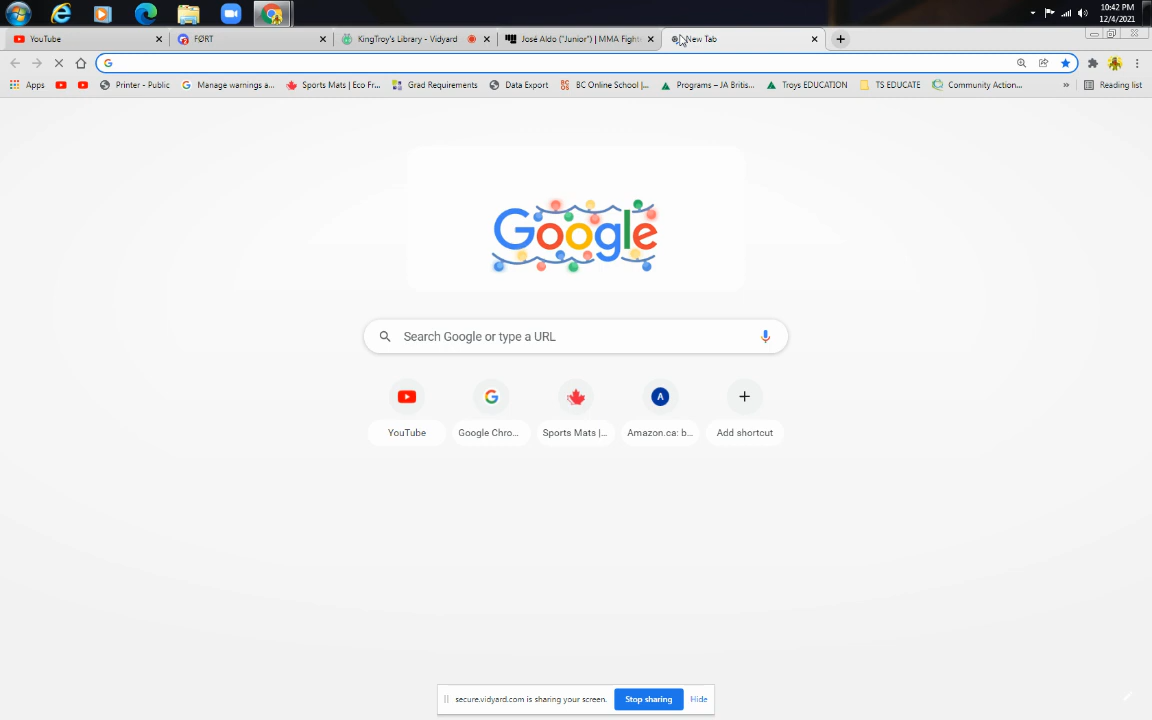 10:42 PM
12/4/2021
YouTube
FØRT
KingTroy's Library - Vidyard
José Aldo ("Junior") | MMA Fight
New Tab
G
Apps
Printer - Public
Manage warnings a...
Sports Mats | Eco Fr...
Grad Requirements
Data Export
BC Online School |...
Programs – JA Britis...
Troys EDUCATION
TS EDUCATE
Community Action...
»
Reading list
Google
Search Google or type a URL
YouTube
G
Google Chro...
Sports Mats |...
A
Amazon.ca: b...
Add shortcut
secure.vidyard.com is sharing your screen.
Stop sharing
Hide